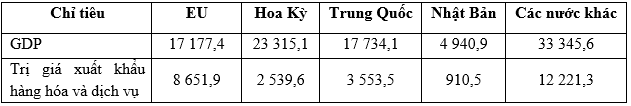 Chỉ tiêu EU Hoa Kỳ Trung Quốc Nhật Bản Các nước khác
GDP 17 177,4 23 315,1 17 734,1 4 940,9 33 345,6
Trị giá xuất khẩu
hàng hóa và dịch vụ 8 651,9 2 539,6 3 553,5 910,5 12 221,3